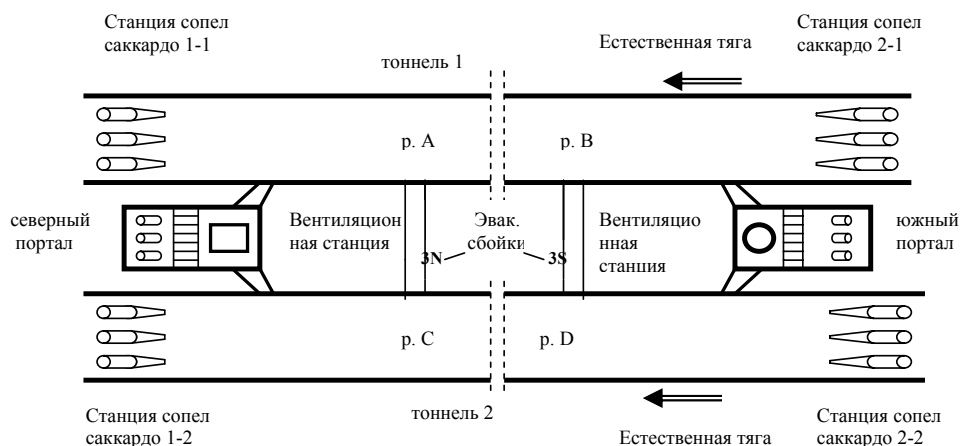 Станция сопел
саккардо 1-1
тоннель 1
Естественная тяга
Станция сопел
саккардо 2-1
р. А
р. В
северный
портал
Вентиляцион
ная станция
Эвак.
сбойки
3N
3S
Вентиляцио
нная
станция
южный
портал
р. С
р. D
Станция сопел
саккардо 1-2
тоннель 2
Естественная тяга
Станция сопел
саккардо 2-2